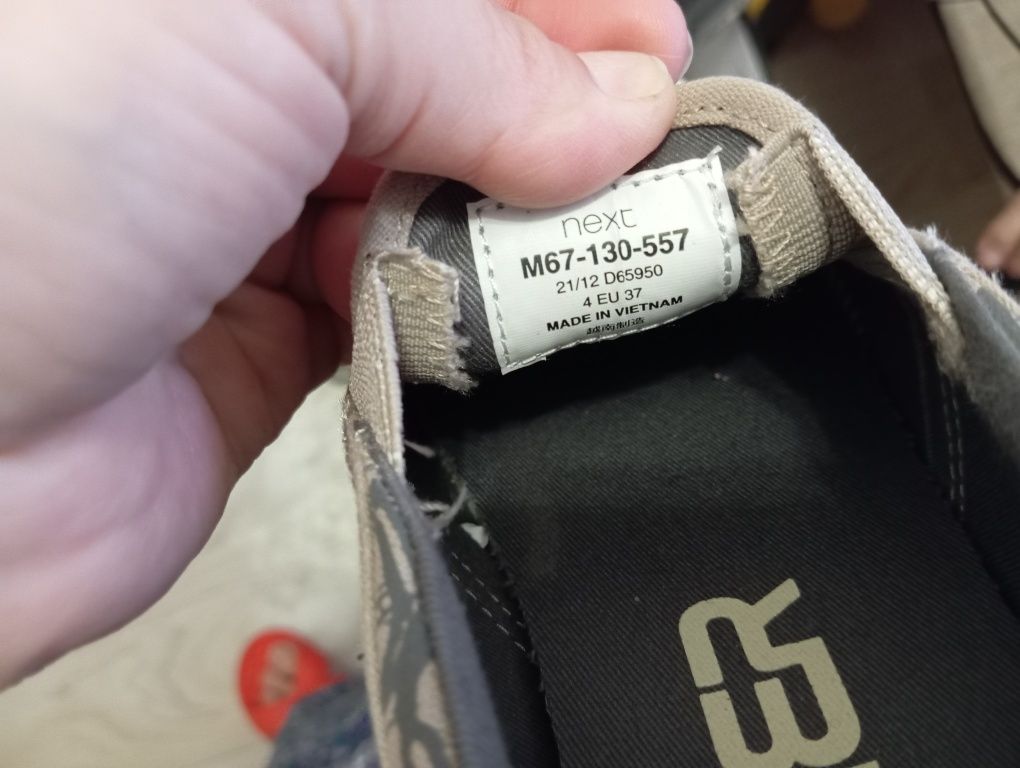 next
M67-130-557
21/12 D65950
4 EU 37
MADE IN VIETNAM
越南制造